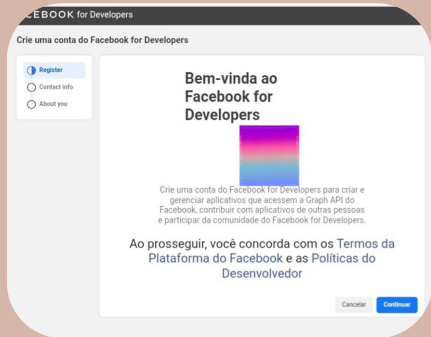 CEBOOK for Developers
Crie uma conta do Facebook for Developers
Register
Contact info
About you
Bem-vinda ao
Facebook for
Developers
Crie uma conta do Facebook for Developers para criar e
gerenciar aplicativos que acessem a Graph API do
Facebook, contribuir com aplicativos de outras pessoas
e participar da comunidade do Facebook for Developers.
Ao prosseguir, você concorda com os Termos da
Plataforma do Facebook e as Políticas do
Desenvolvedor
Cancelar
Continuar